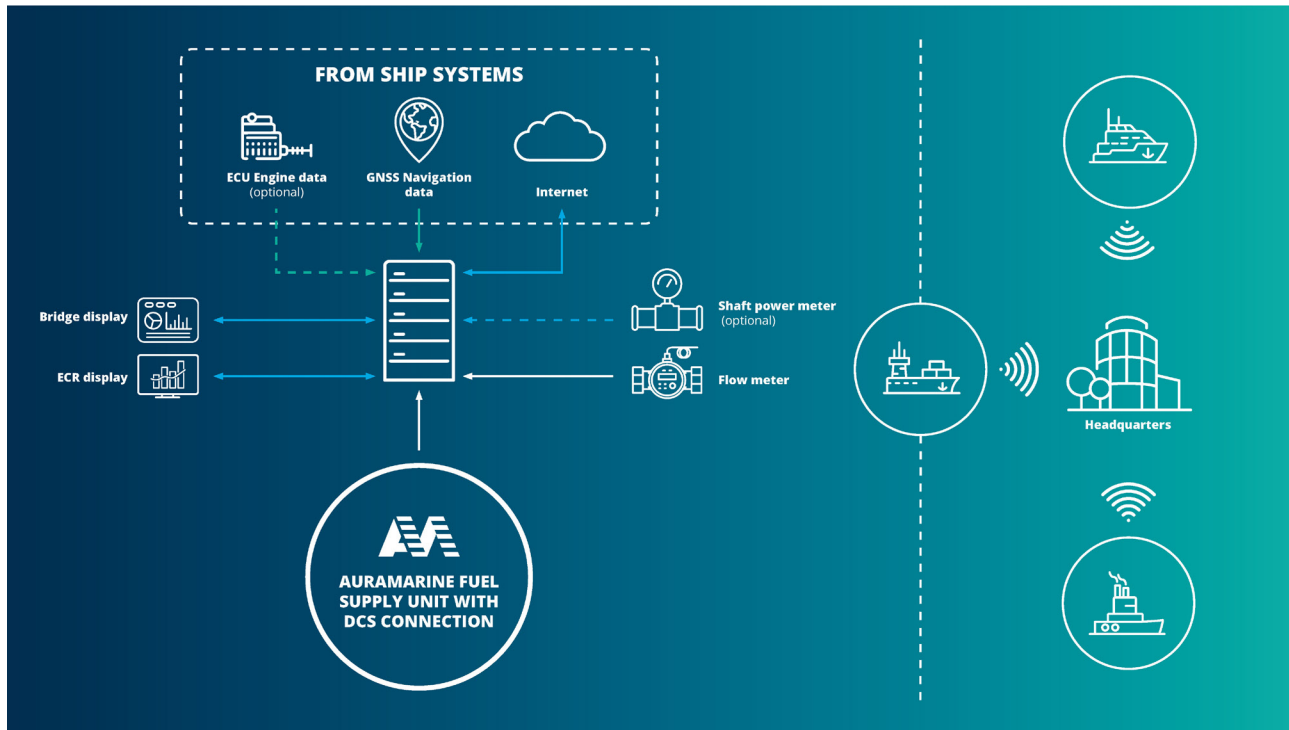 FROM SHIP SYSTEMS
ECU Engine data
(optional)
GNSS Navigation
data
Internet
Bridge display
ECR display
Shaft power meter
(optional)
Flow meter
Headquarters
AURAMARINE FUEL
SUPPLY UNIT WITH
DCS CONNECTION